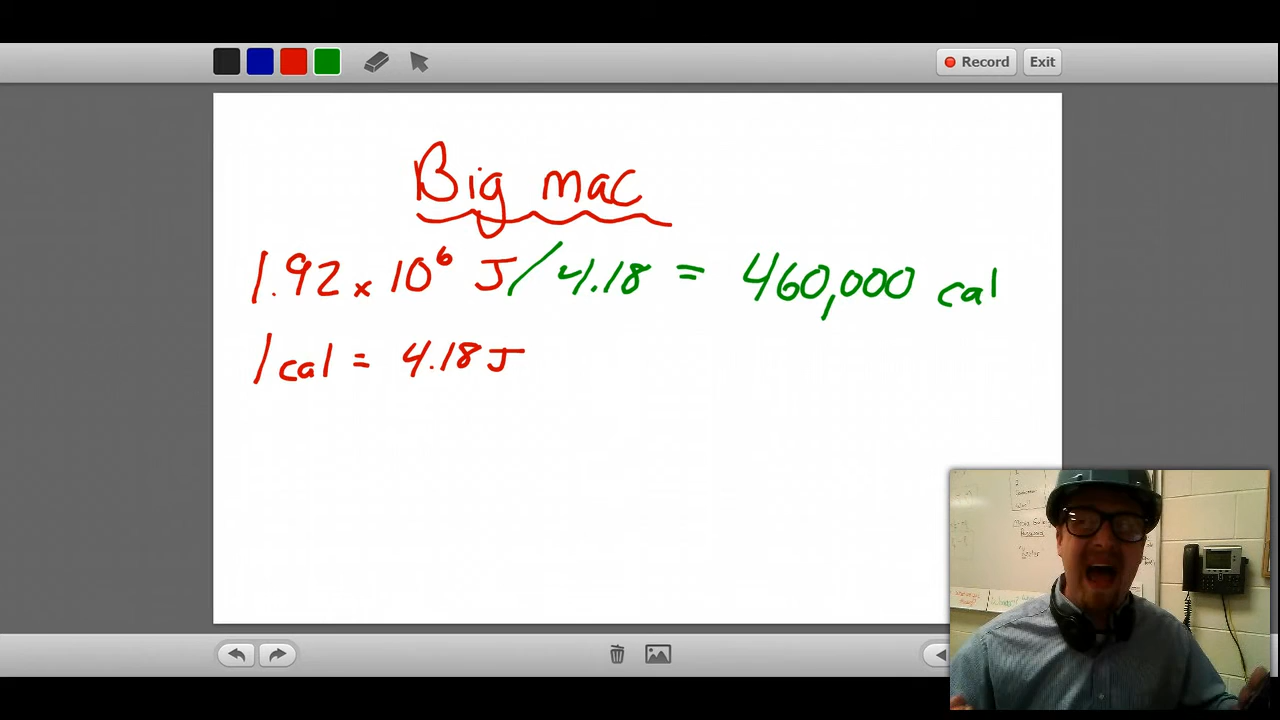 Record Exit
Big mac
1.92 x 10⁶ J / 4.18 = 460,000 cal
1 cal = 4.18 J